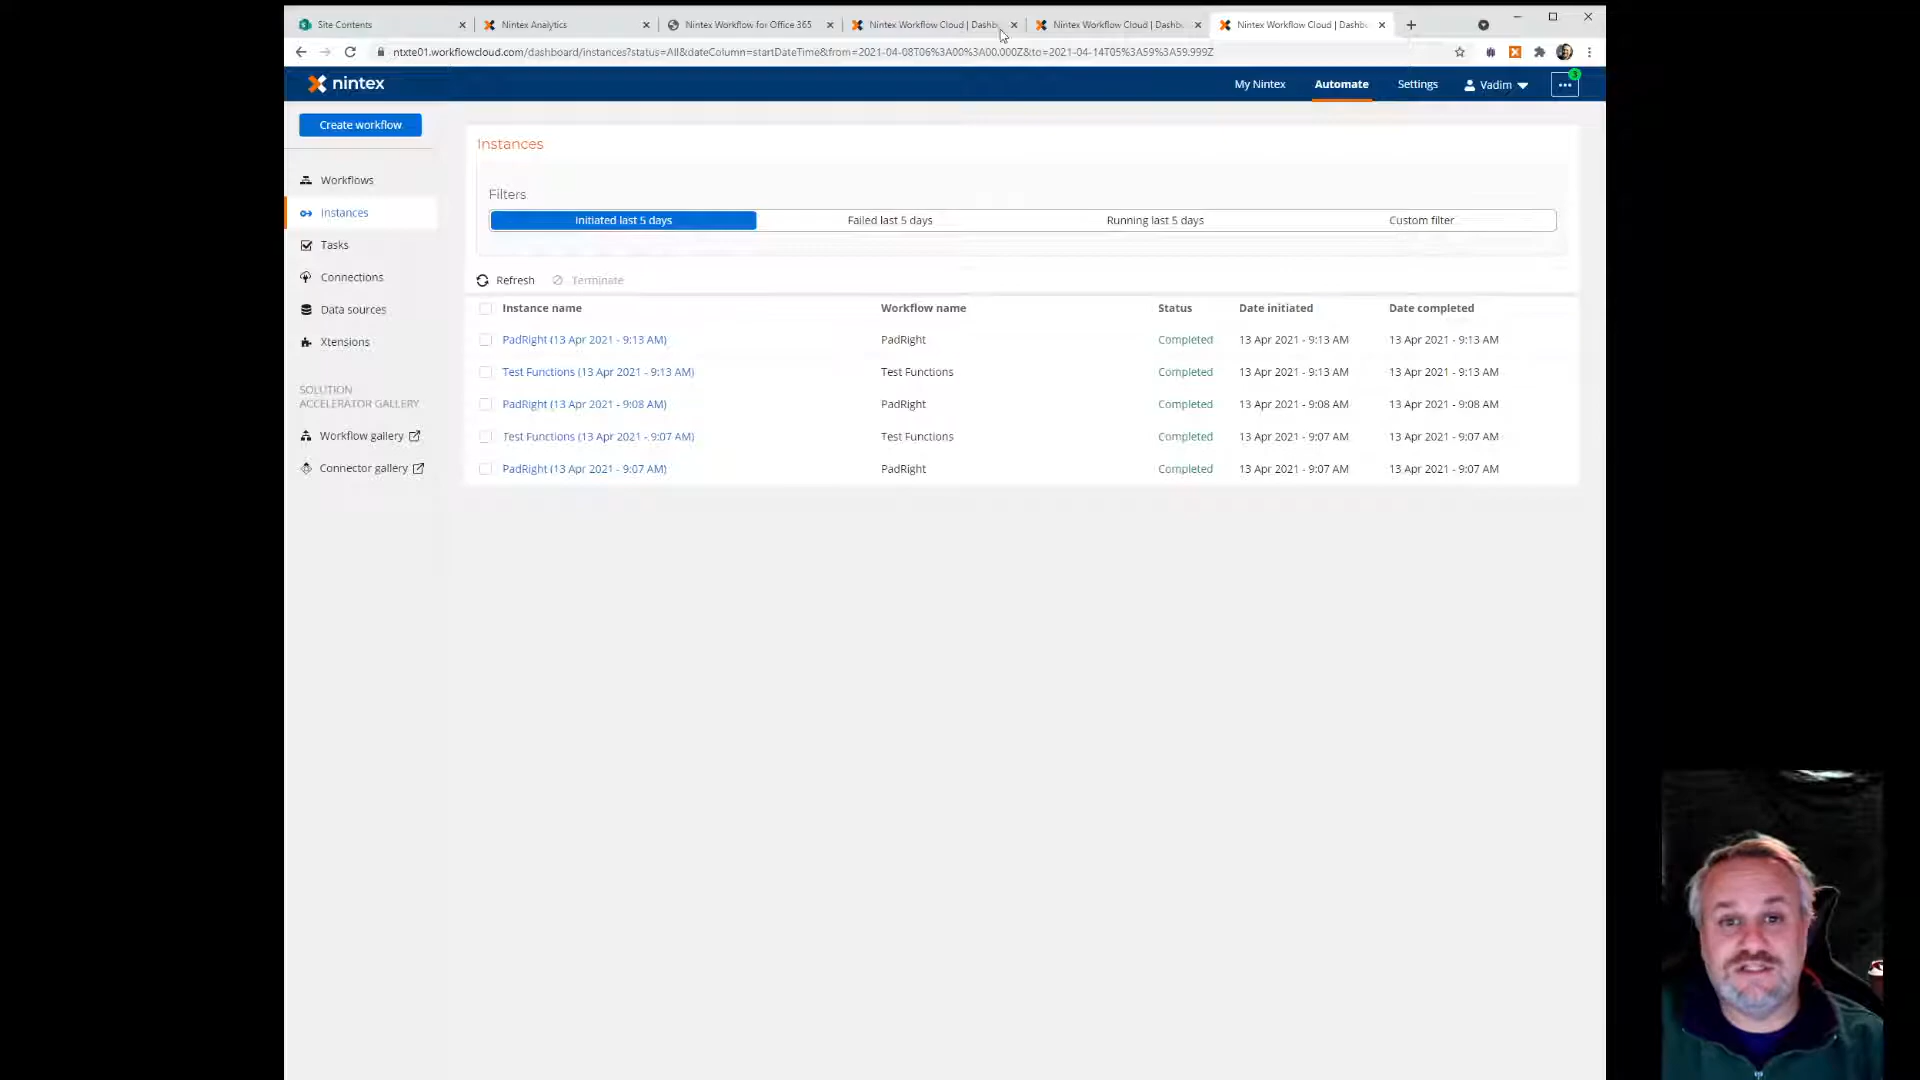 Site Contents
Nintex Analytics
Nintex Workflow for Office 365
Nintex Workflow Cloud | Dashb
Nintex Workflow Cloud | Dashb
Nintex Workflow Cloud | Dashb
ntxte01.workflowcloud.com/dashboard/instances?status=All&dateColumn=startDateTime&from=2021-04-08T06%3A00%3A00.000Z&to=2021-04-14T05%3A59%3A59.999Z
nintex
My Nintex
Automate
Settings
Vadim
3
Create workflow
Workflows
Instances
Tasks
Connections
Data sources
Xtensions
SOLUTION
ACCELERATOR GALLERY
Workflow gallery
Connector gallery
Instances
Filters
Initiated last 5 days
Failed last 5 days
Running last 5 days
Custom filter
Refresh
Terminate
Instance name Workflow name Status Date initiated Date completed
PadRight (13 Apr 2021 - 9:13 AM) PadRight Completed 13 Apr 2021 - 9:13 AM 13 Apr 2021 - 9:13 AM
Test Functions (13 Apr 2021 - 9:13 AM) Test Functions Completed 13 Apr 2021 - 9:13 AM 13 Apr 2021 - 9:13 AM
PadRight (13 Apr 2021 - 9:08 AM) PadRight Completed 13 Apr 2021 - 9:08 AM 13 Apr 2021 - 9:08 AM
Test Functions (13 Apr 2021 - 9:07 AM) Test Functions Completed 13 Apr 2021 - 9:07 AM 13 Apr 2021 - 9:07 AM
PadRight (13 Apr 2021 - 9:07 AM) PadRight Completed 13 Apr 2021 - 9:07 AM 13 Apr 2021 - 9:07 AM